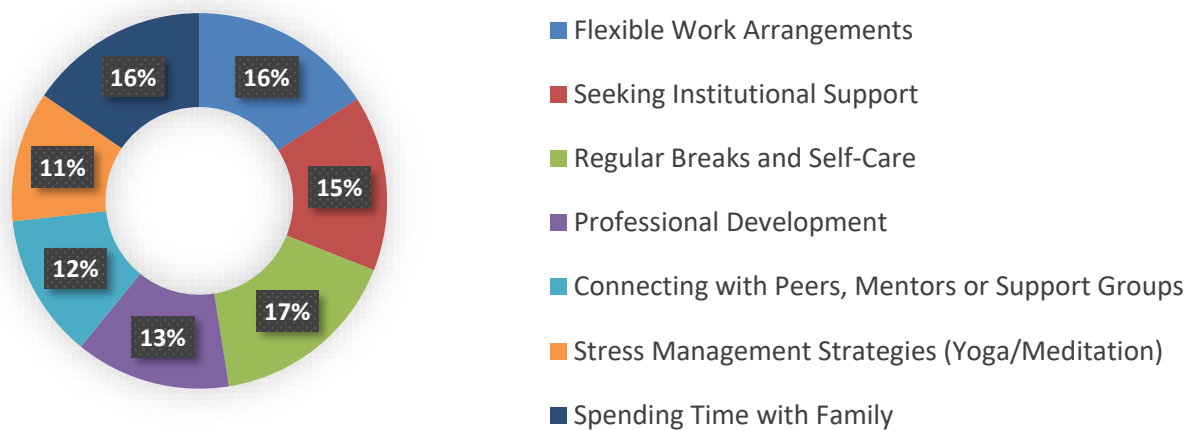 16%
16%
11%
15%
12%
17%
13%
Flexible Work Arrangements
Seeking Institutional Support
Regular Breaks and Self-Care
Professional Development
Connecting with Peers, Mentors or Support Groups
Stress Management Strategies (Yoga/Meditation)
Spending Time with Family